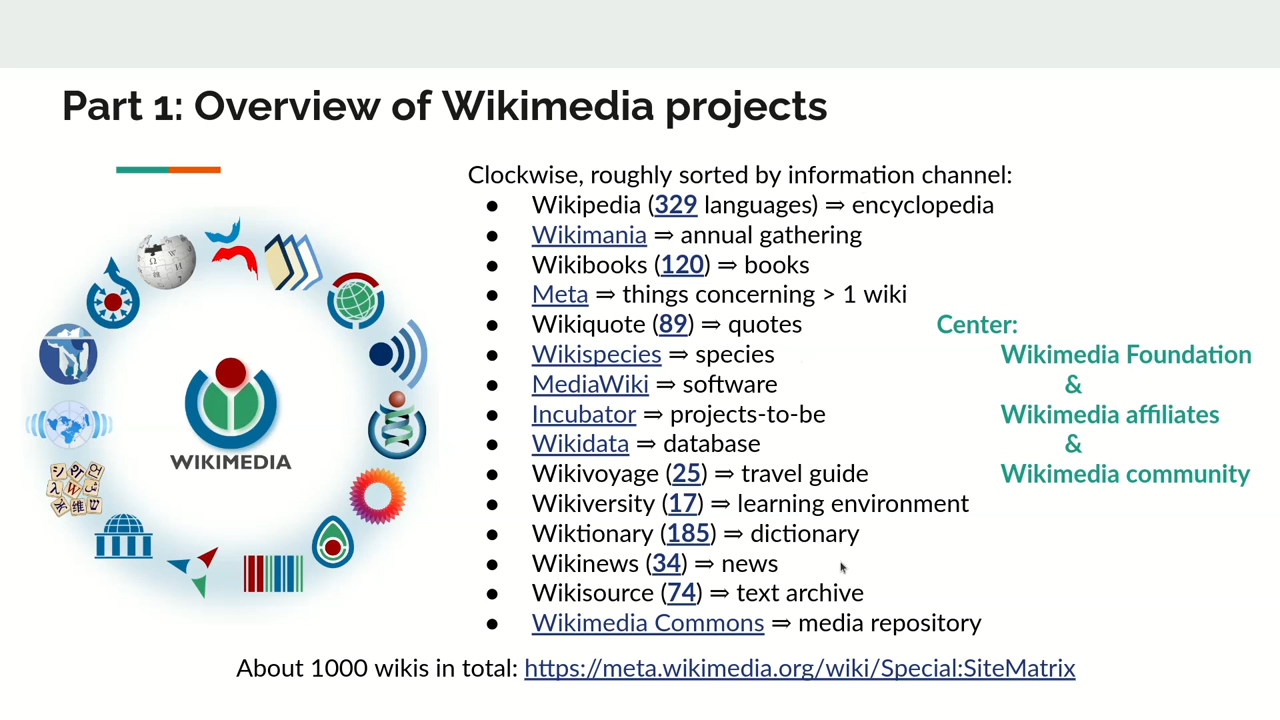 Part 1: Overview of Wikimedia projects
Clockwise, roughly sorted by information channel:
● Wikipedia (329 languages) ⇒ encyclopedia
● Wikimania ⇒ annual gathering
● Wikibooks (120) ⇒ books
● Meta ⇒ things concerning > 1 wiki
● Wikiquote (89) ⇒ quotes
● Wikispecies ⇒ species
● MediaWiki ⇒ software
● Incubator ⇒ projects-to-be
● Wikidata ⇒ database
● Wikivoyage (25) ⇒ travel guide
● Wikiversity (17) ⇒ learning environment
● Wiktionary (185) ⇒ dictionary
● Wikinews (34) ⇒ news
● Wikisource (74) ⇒ text archive
● Wikimedia Commons ⇒ media repository
Center:
Wikimedia Foundation
&
Wikimedia affiliates
&
Wikimedia community
WIKIMEDIA
About 1000 wikis in total: https://meta.wikimedia.org/wiki/Special:SiteMatrix